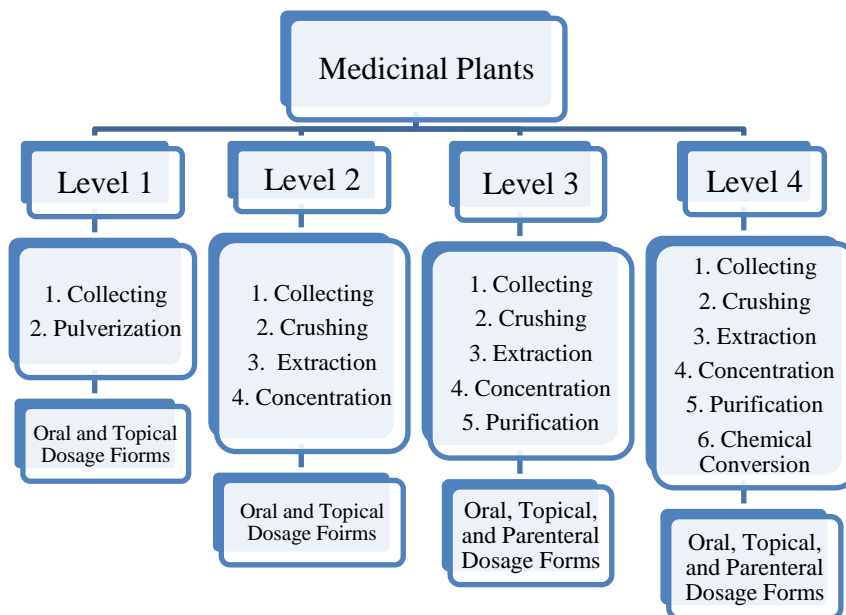 Medicinal Plants
Level 1
1. Collecting
2. Pulverization
Oral and Topical
Dosage Fiorms
Level 2
1. Collecting
2. Crushing
3. Extraction
4. Concentration
Oral and Topical
Dosage Foirms
Level 3
1. Collecting
2. Crushing
3. Extraction
4. Concentration
5. Purification
Oral, Topical,
and Parenteral
Dosage Forms
Level 4
1. Collecting
2. Crushing
3. Extraction
4. Concentration
5. Purification
6. Chemical
Conversion
Oral, Topical,
and Parenteral
Dosage Forms